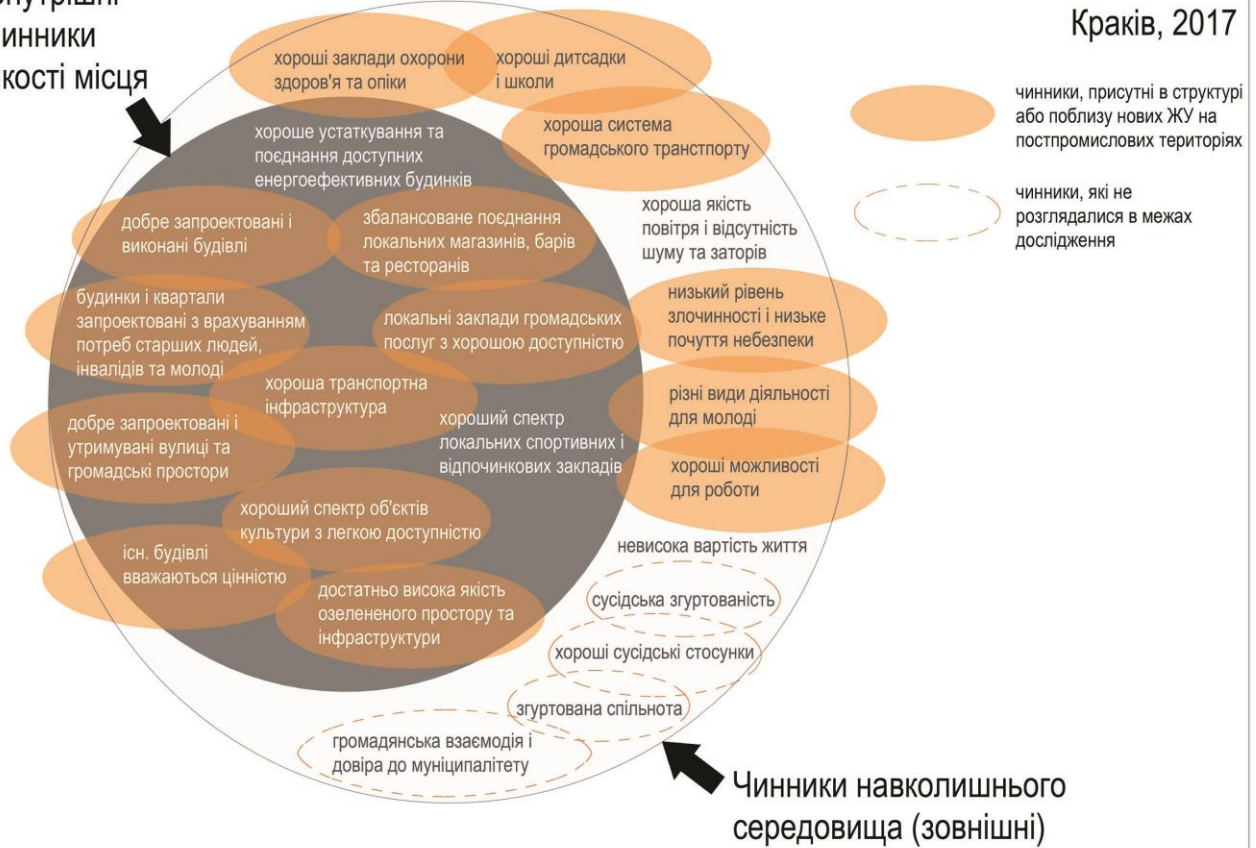 Краків, 2017
чинники, присутні в структурі
або поблизу нових ЖУ на
постпромислових територіях
чинники, які не
розглядалися в межах
дослідження
хороші заклади охорони
здоров'я та опіки
хороші дитсадки
і школи
хороша система
громадського транстпорту
хороше устаткування та
поєднання доступних
енергоефективних будинків
добре запроектовані і
виконані будівлі
збалансоване поєднання
локальних магазинів, барів
та ресторанів
хороша якість
повітря і відсутність
шуму та заторів
будинки і квартали
запроектовані з врахуванням
потреб старших людей,
інвалідів та молоді
локальні заклади громадських
послуг з хорошою доступністю
низький рівень
злочинності і низьке
почуття небезпеки
хороша транспортна
інфраструктура
різні види діяльності
для молоді
добре запроектовані і
утримувані вулиці та
громадські простори
хороший спектр
локальних спортивних і
відпочинкових закладів
хороші можливості
для роботи
хороший спектр об'єктів
культури з легкою доступністю
існ. будівлі
вважаються цінністю
достатньо висока якість
озелененого простору та
інфраструктури
невисока вартість життя
сусідська згуртованість
хороші сусідські стосунки
згуртована спільнота
громадянська взаємодія і
довіра до муніципалітету
Чинники навколишнього
середовища (зовнішні)
инники
кості місця